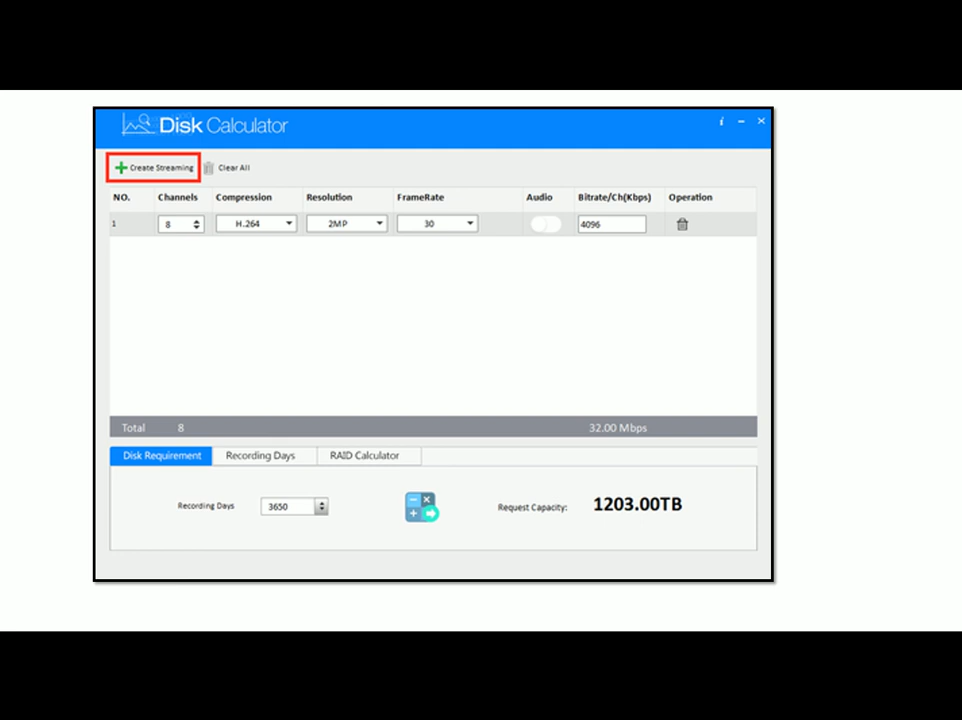 Disk Calculator
i – ×
Create Streaming Clear All
NO. Channels Compression Resolution FrameRate Audio Bitrate/Ch(Kbps) Operation
1 8 H.264 2MP 30 4096
Total 8 32.00 Mbps
Disk Requirement Recording Days RAID Calculator
Recording Days 3650 Request Capacity: 1203.00TB